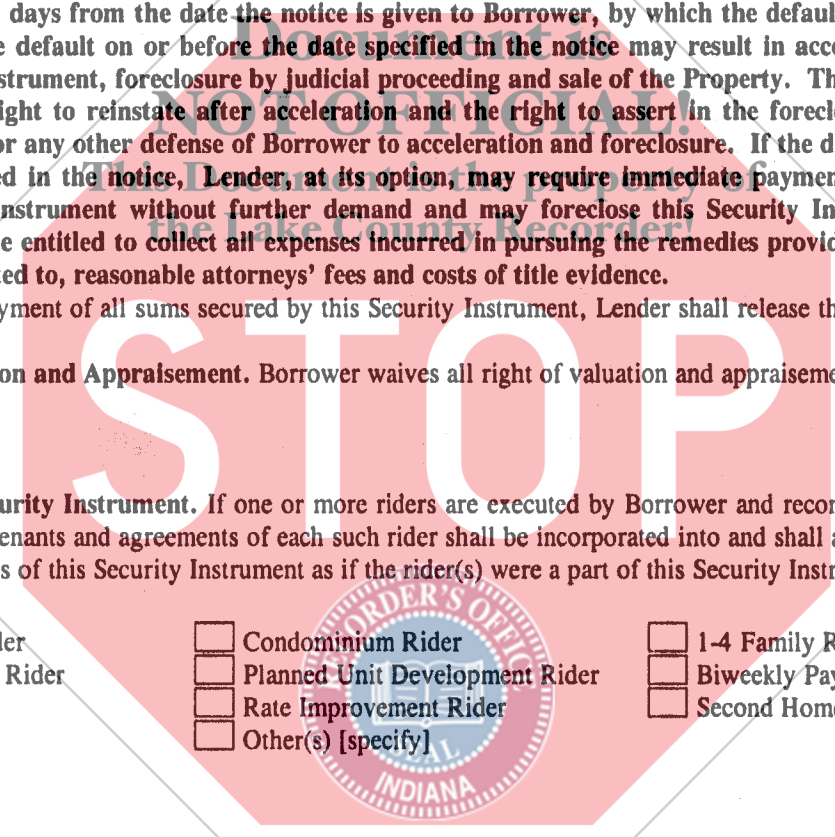 days from the date the notice is given to Borrower, by which the defaul
e default on or before the date specified in the notice may result in acc
strument, foreclosure by judicial proceeding and sale of the Property. Th
ight to reinstate after acceleration and the right to assert in the forecl
or any other defense of Borrower to acceleration and foreclosure. If the d
ed in the notice, Lender, at its option, may require immediate paymen
nstrument without further demand and may foreclose this Security In
e entitled to collect all expenses incurred in pursuing the remedies provid
ted to, reasonable attorneys' fees and costs of title evidence.
yment of all sums secured by this Security Instrument, Lender shall release th
on and Appraisement. Borrower waives all right of valuation and appraiseme
urity Instrument. If one or more riders are executed by Borrower and recor
enants and agreements of each such rider shall be incorporated into and shall a
s of this Security Instrument as if the rider(s) were a part of this Security Instr
der Condominium Rider 1-4 Family R
Rider Planned Unit Development Rider Biweekly Pay
Rate Improvement Rider Second Home
Other(s) [specify]
Document is
NOT OFFICIAL!
This Document is the property of
the Lake County Recorder!
STOP
RECORDER'S OFFICE
SEAL
INDIANA